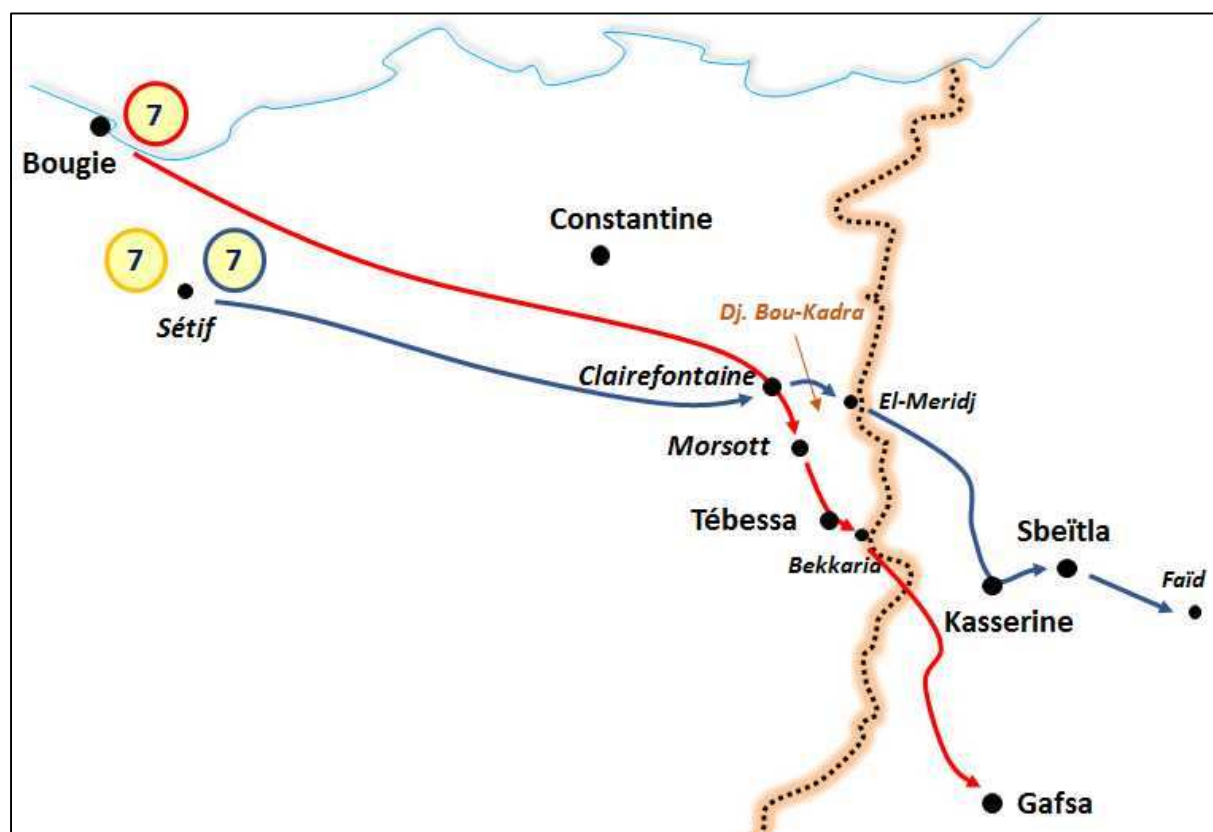 7
Bougie
Constantine
7
7
Sétif
Dj. Bou-Kadra
Clairefontaine
El-Meridj
Morsott
Tébessa
Sbeïtla
Bekkaria
Faïd
Kasserine
Gafsa